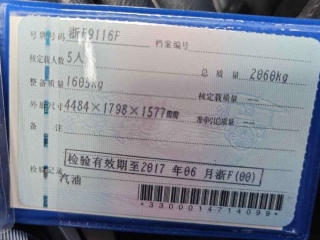 号牌号码 浙F9116F 档案编号
核定载人数 5人 总质量 2060kg
整备质量 1605kg 核定载质量 --
外廓尺寸 4484×1798×1577mm 准牵引总质量 --
备注
检验有效期至2017年06月浙F(00)
检验记录
汽油
*3300014714099*